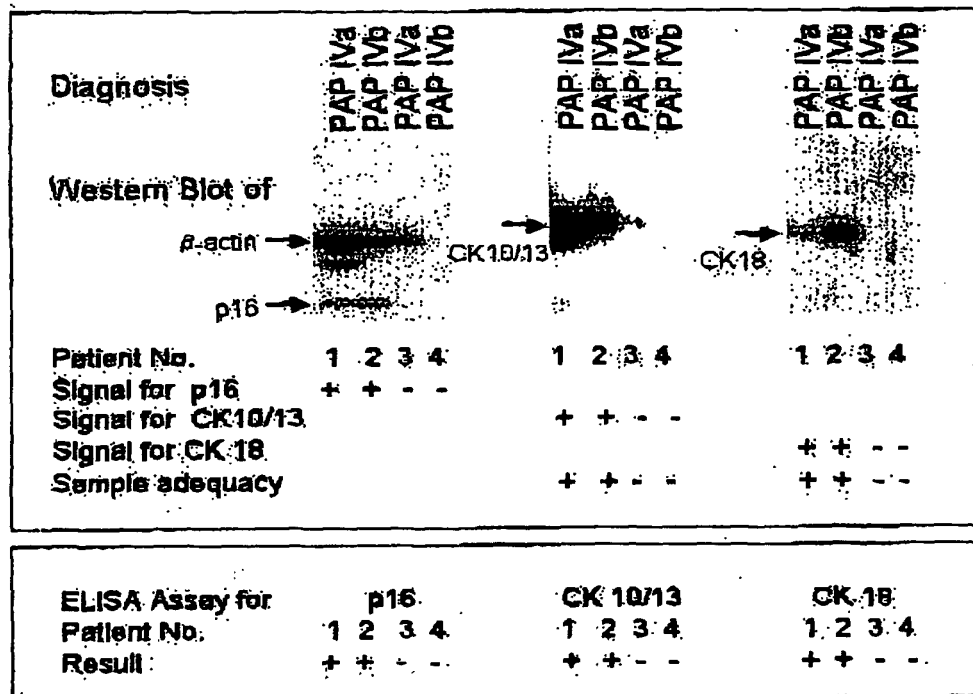 PAP IVa PAP IVb PAP IVa PAP IVb PAP IVa PAP IVb PAP IVa PAP IVb PAP IVa PAP IVb PAP IVa PAP IVb
Diagnosis
Western Blot of
β-actin
CK10/13
CK18
p16
Patient No. 1 2 3 4 1 2 3 4 1 2 3 4
Signal for p16 + + - -
Signal for CK10/13 + + - -
Signal for CK 18 + + - -
Sample adequacy + + - - + + - -
ELISA Assay for p16 CK 10/13 CK 18
Patient No. 1 2 3 4 1 2 3 4 1 2 3 4
Result: + + - - + + - - + + - -